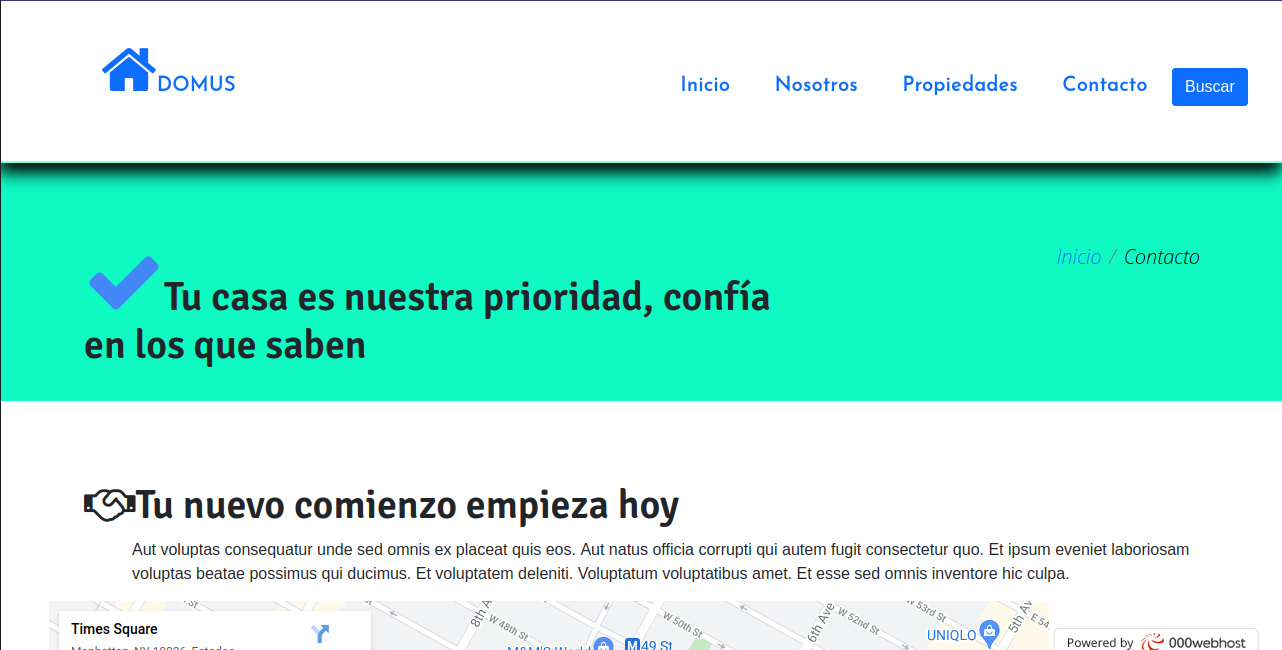 DOMUS
Inicio Nosotros Propiedades Contacto Buscar
Inicio / Contacto
Tu casa es nuestra prioridad, confía
en los que saben
Tu nuevo comienzo empieza hoy
Aut voluptas consequatur unde sed omnis ex placeat quis eos. Aut natus officia corrupti qui autem fugit consectetur quo. Et ipsum eveniet laboriosam
voluptas beatae possimus qui ducimus. Et voluptatem deleniti. Voluptatum voluptatibus amet. Et esse sed omnis inventore hic culpa.
Times Square
8th A
W 48th St
M
49 St
W 50th St
6th Ave
W 52nd St
W 53rd St
UNIQLO
5th Av
E 54
Powered by 000webhost